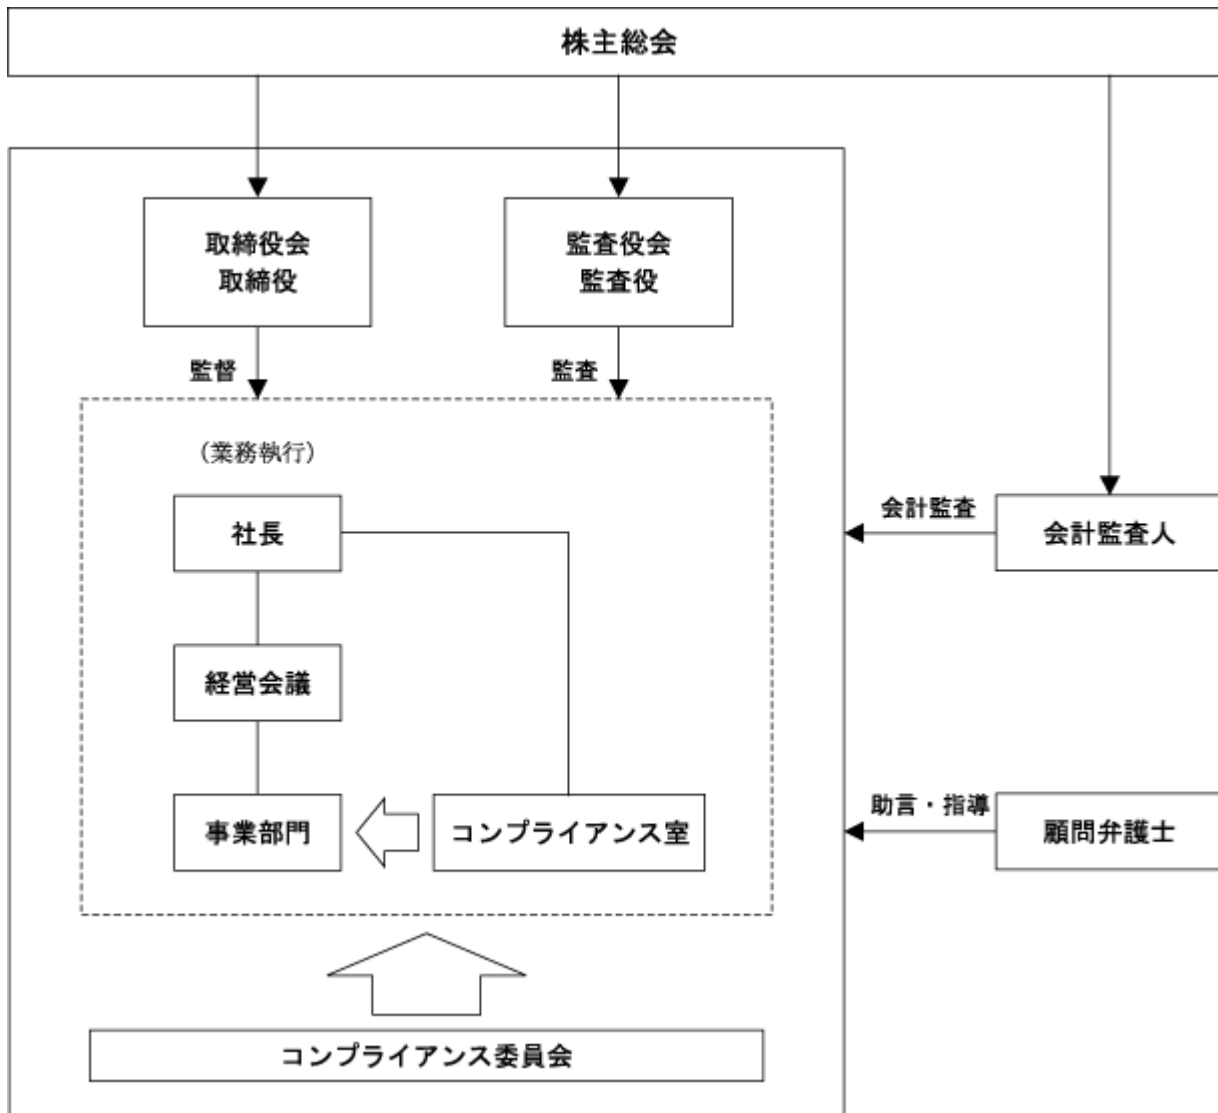 株主総会
取締役会
取締役
監査役会
監査役
監督
監査
(業務執行)
社長
会計監査
会計監査人
経営会議
事業部門
コンプライアンス室
助言・指導
顧問弁護士
コンプライアンス委員会